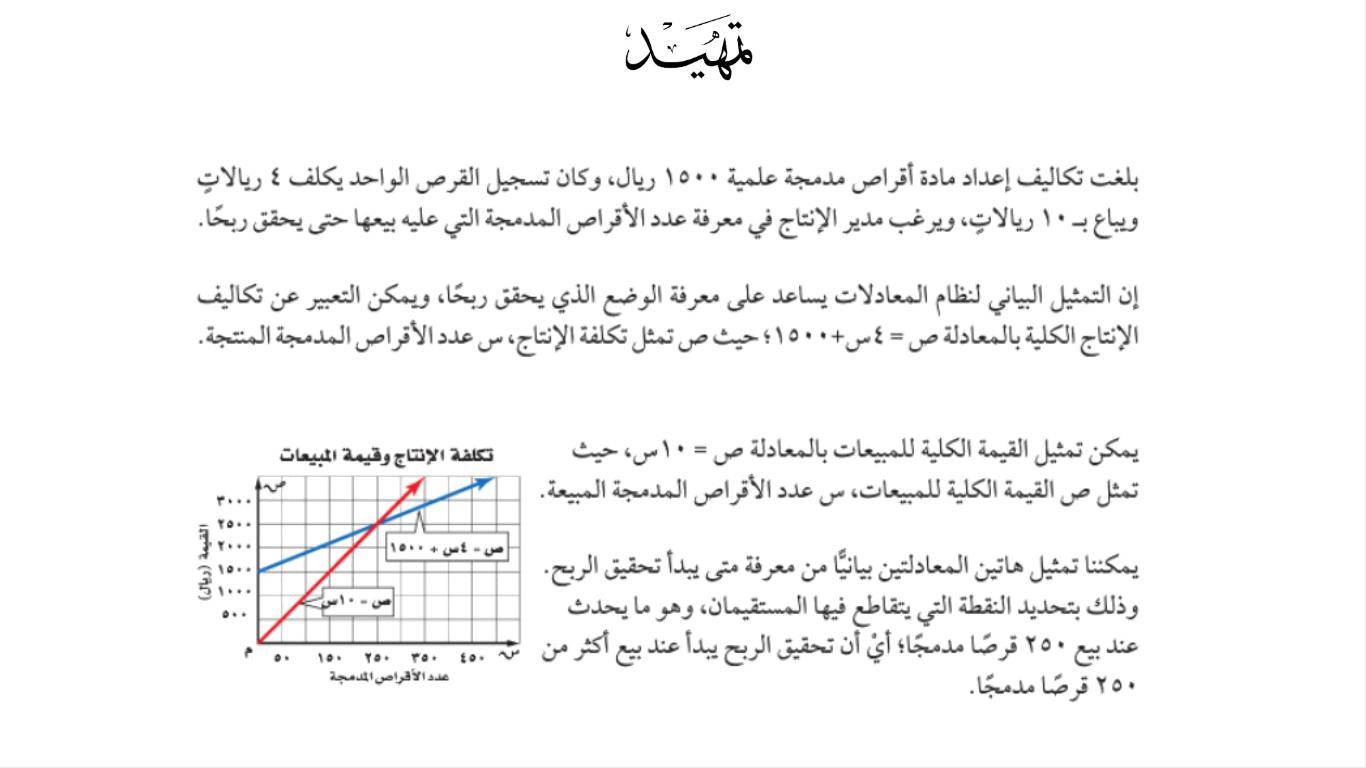 تمهيد
بلغت تكاليف إعداد مادة أقراص مدمجة علمية ١٥٠٠ ريال، وكان تسجيل القرص الواحد يكلف ٤ ريالاتٍ
ويباع بـ ١٠ ريالاتٍ، ويرغب مدير الإنتاج في معرفة عدد الأقراص المدمجة التي عليه بيعها حتى يحقق ربحًا.
إن التمثيل البياني لنظام المعادلات يساعد على معرفة الوضع الذي يحقق ربحًا، ويمكن التعبير عن تكاليف
الإنتاج الكلية بالمعادلة ص = ٤س+١٥٠٠؛ حيث ص تمثل تكلفة الإنتاج، س عدد الأقراص المدمجة المنتجة.
يمكن تمثيل القيمة الكلية للمبيعات بالمعادلة ص = ١٠س، حيث
تمثل ص القيمة الكلية للمبيعات، س عدد الأقراص المدمجة المبيعة.
يمكننا تمثيل هاتين المعادلتين بيانيًّا من معرفة متى يبدأ تحقيق الربح.
وذلك بتحديد النقطة التي يتقاطع فيها المستقيمان، وهو ما يحدث
عند بيع ٢٥٠ قرصًا مدمجًا؛ أيْ أن تحقيق الربح يبدأ عند بيع أكثر من
٢٥٠ قرصًا مدمجًا.
تكلفة الإنتاج وقيمة المبيعات
ص
٣٠٠٠
٢٥٠٠
٢٠٠٠
١٥٠٠
١٠٠٠
٥٠٠
القيمة (ريال)
ص = ٤س + ١٥٠٠
ص = ١٠س
م ٥٠ ١٥٠ ٢٥٠ ٣٥٠ ٤٥٠ س
عدد الأقراص المدمجة